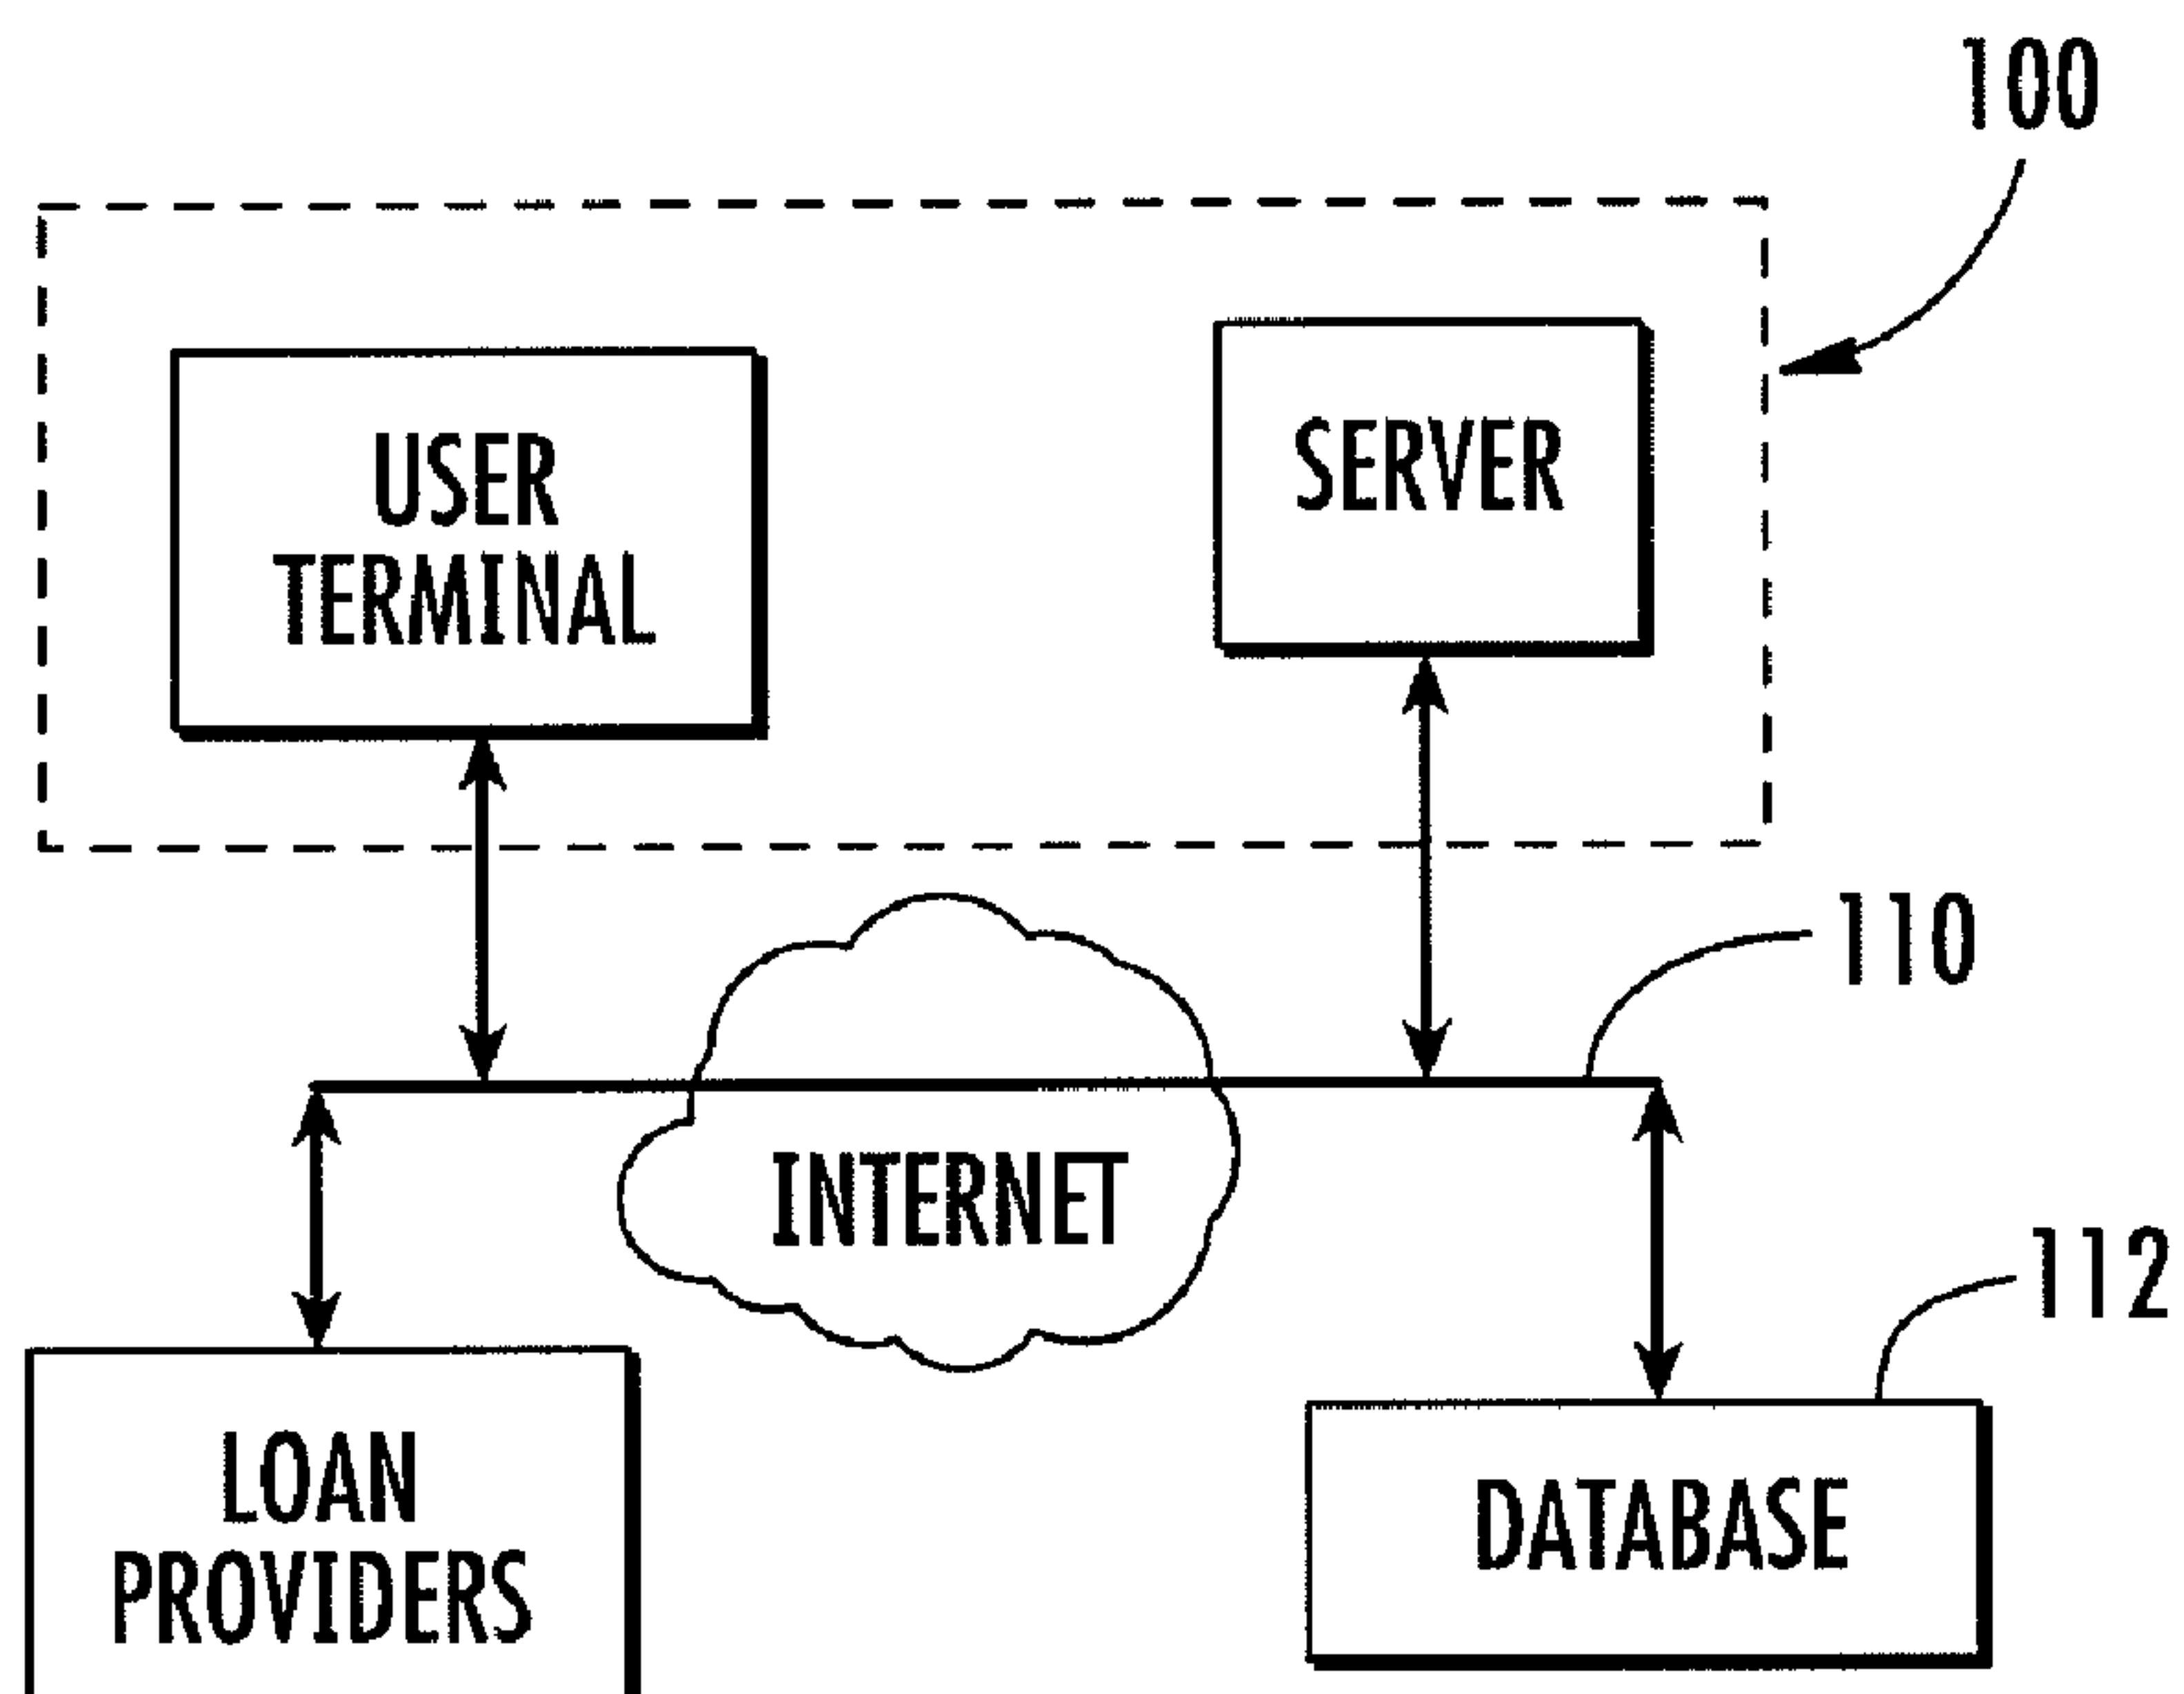 100
USER
TERMINAL
SERVER
110
INTERNET
112
LOAN
PROVIDERS
DATABASE